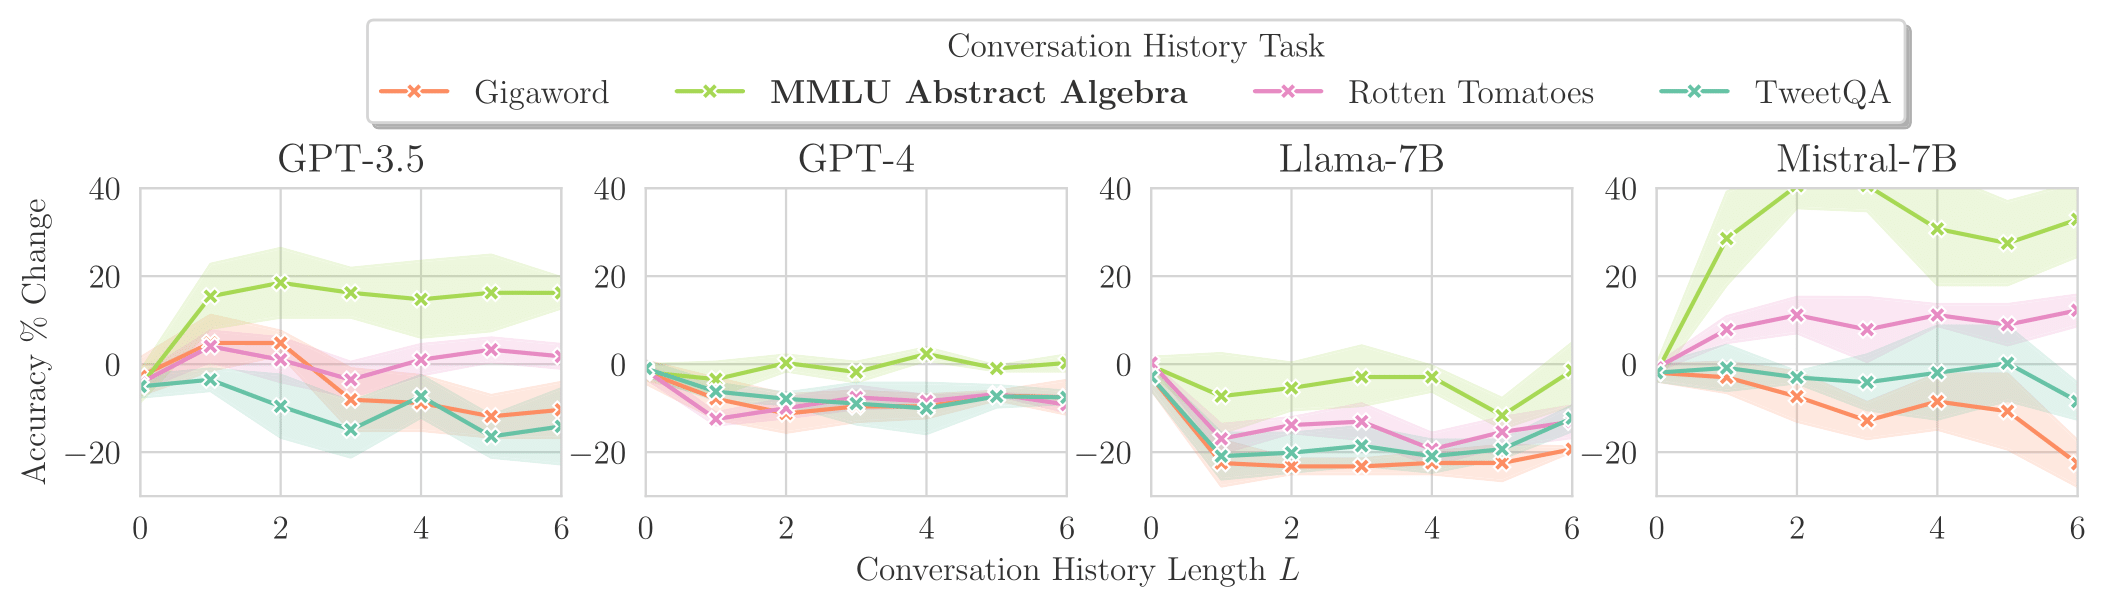 Conversation History Task
Gigaword MMLU Abstract Algebra Rotten Tomatoes TweetQA
GPT-3.5 GPT-4 Llama-7B Mistral-7B
Accuracy % Change
40 40 40 40
20 20 20 20
0 0 0 0
−20 −20 −20 −20
0 2 4 6 0 2 4 6 0 2 4 6 0 2 4 6
Conversation History Length L